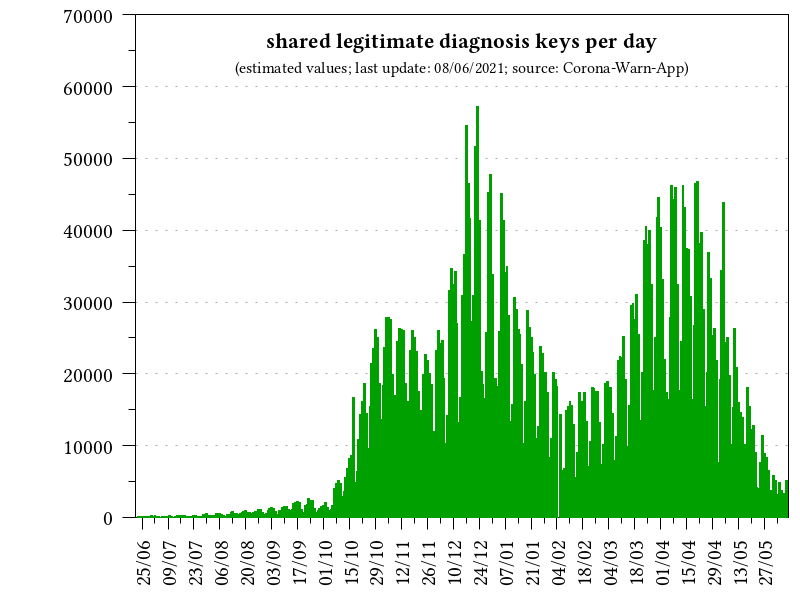 shared legitimate diagnosis keys per day
(estimated values; last update: 08/06/2021; source: Corona-Warn-App)
70000
60000
50000
40000
30000
20000
10000
0
25/06 09/07 23/07 06/08 20/08 03/09 17/09 01/10 15/10 29/10 12/11 26/11 10/12 24/12 07/01 21/01 04/02 18/02 04/03 18/03 01/04 15/04 29/04 13/05 27/05